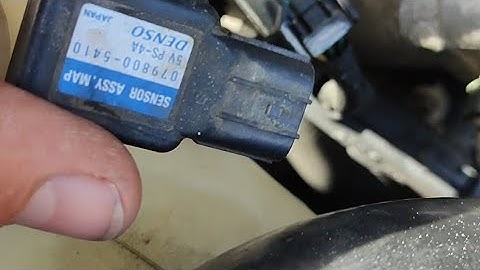 SENSOR ASSY,MAP
079800-5410
5V PS-4A
DENSO
JAPAN